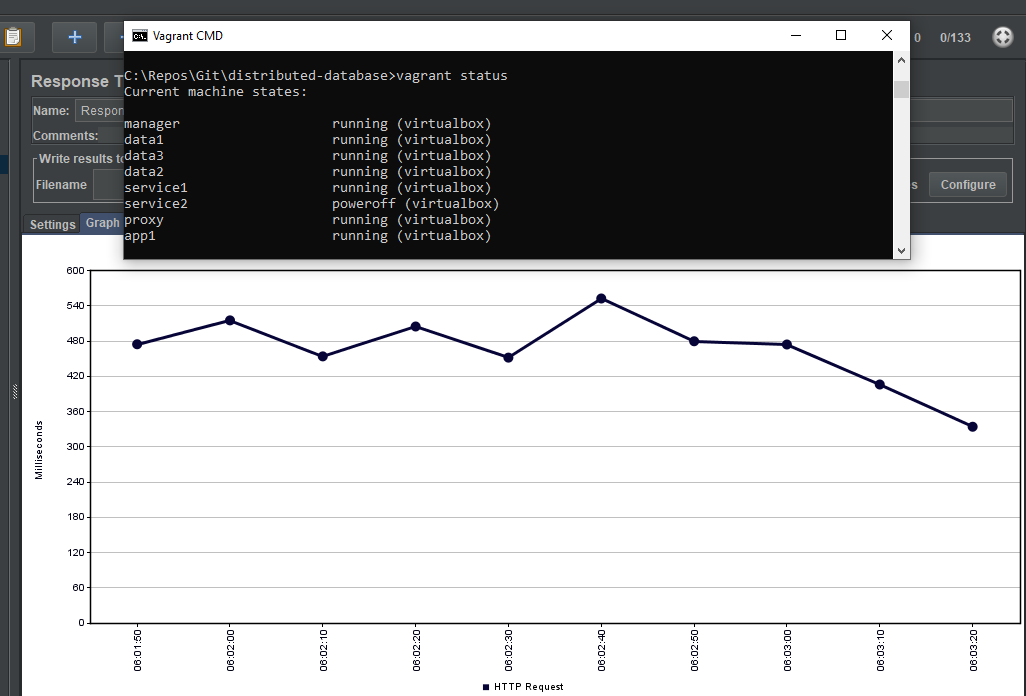 Vagrant CMD
0 0/133
C:\Repos\Git\distributed-database>vagrant status
Current machine states:
manager running (virtualbox)
data1 running (virtualbox)
data3 running (virtualbox)
data2 running (virtualbox)
service1 running (virtualbox)
service2 poweroff (virtualbox)
proxy running (virtualbox)
app1 running (virtualbox)
Response T
Name: Respon
Comments:
Write results to
Filename
s Configure
Settings Graph
600
540
480
420
360
300
240
180
120
60
0
Milliseconds
06:01:50 06:02:00 06:02:10 06:02:20 06:02:30 06:02:40 06:02:50 06:03:00 06:03:10 06:03:20
HTTP Request